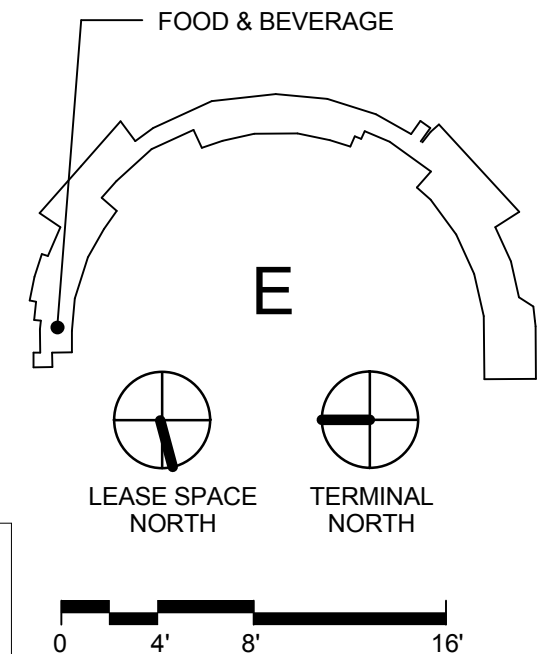 FOOD & BEVERAGE
E
LEASE SPACE
NORTH
TERMINAL
NORTH
0 4' 8' 16'